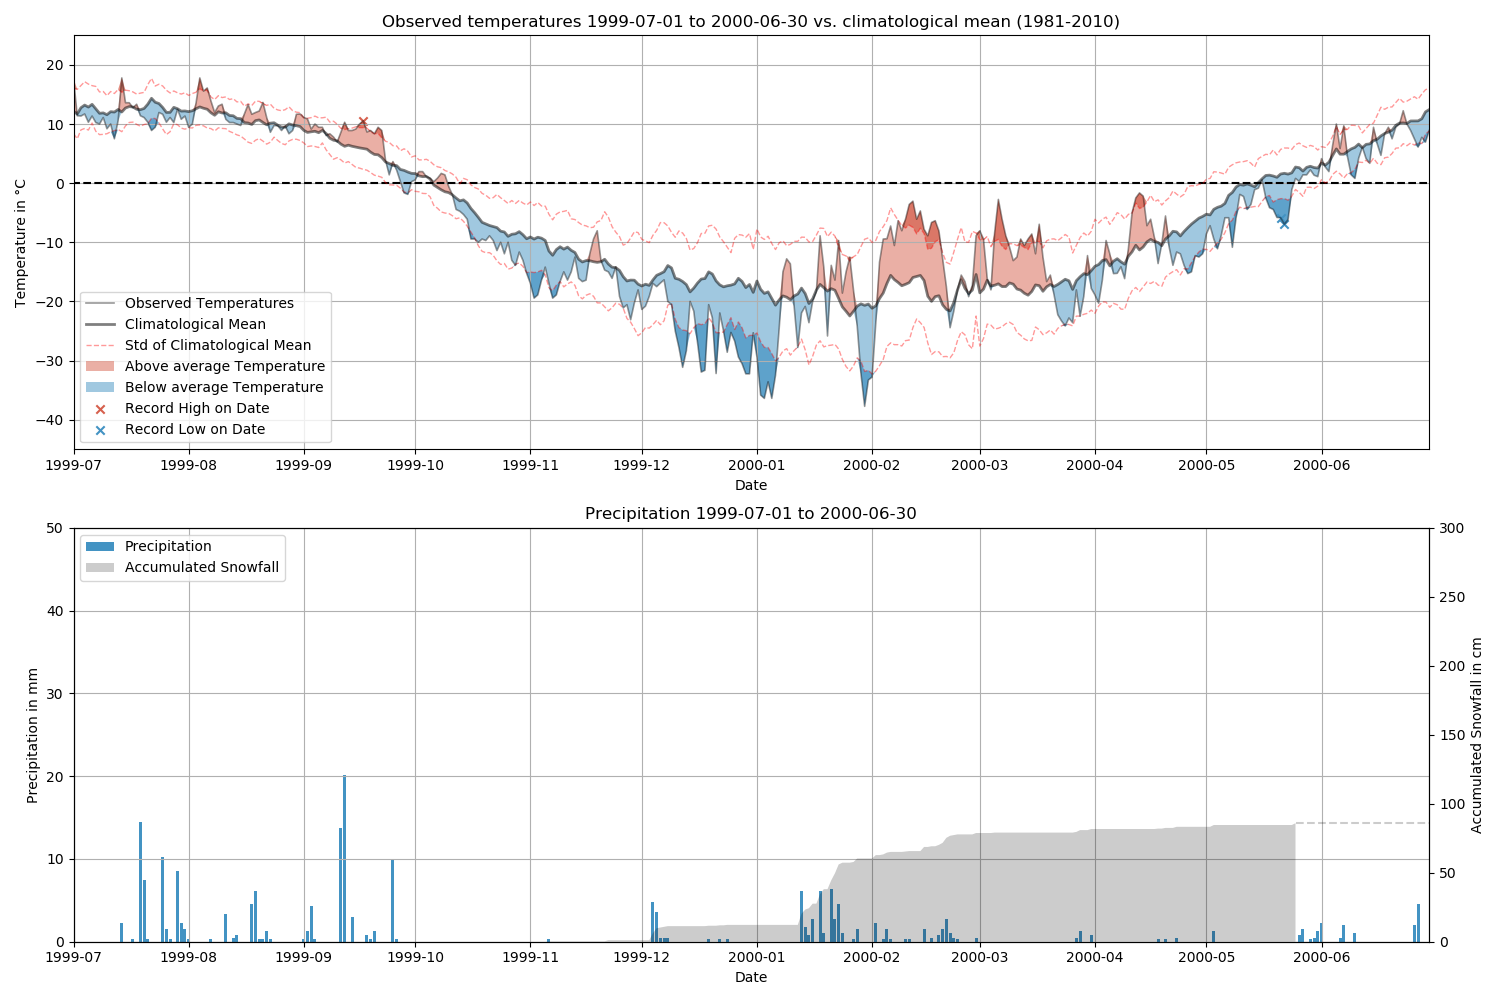 Observed temperatures 1999-07-01 to 2000-06-30 vs. climatological mean (1981-2010)
Temperature in °C
20
10
0
−10
−20
−30
−40
Observed Temperatures
Climatological Mean
Std of Climatological Mean
Above average Temperature
Below average Temperature
Record High on Date
Record Low on Date
1999-07 1999-08 1999-09 1999-10 1999-11 1999-12 2000-01 2000-02 2000-03 2000-04 2000-05 2000-06
Date
Precipitation 1999-07-01 to 2000-06-30
Precipitation in mm
50
40
30
20
10
0
Precipitation
Accumulated Snowfall
300
250
200
150
100
50
0
Accumulated Snowfall in cm
1999-07 1999-08 1999-09 1999-10 1999-11 1999-12 2000-01 2000-02 2000-03 2000-04 2000-05 2000-06
Date